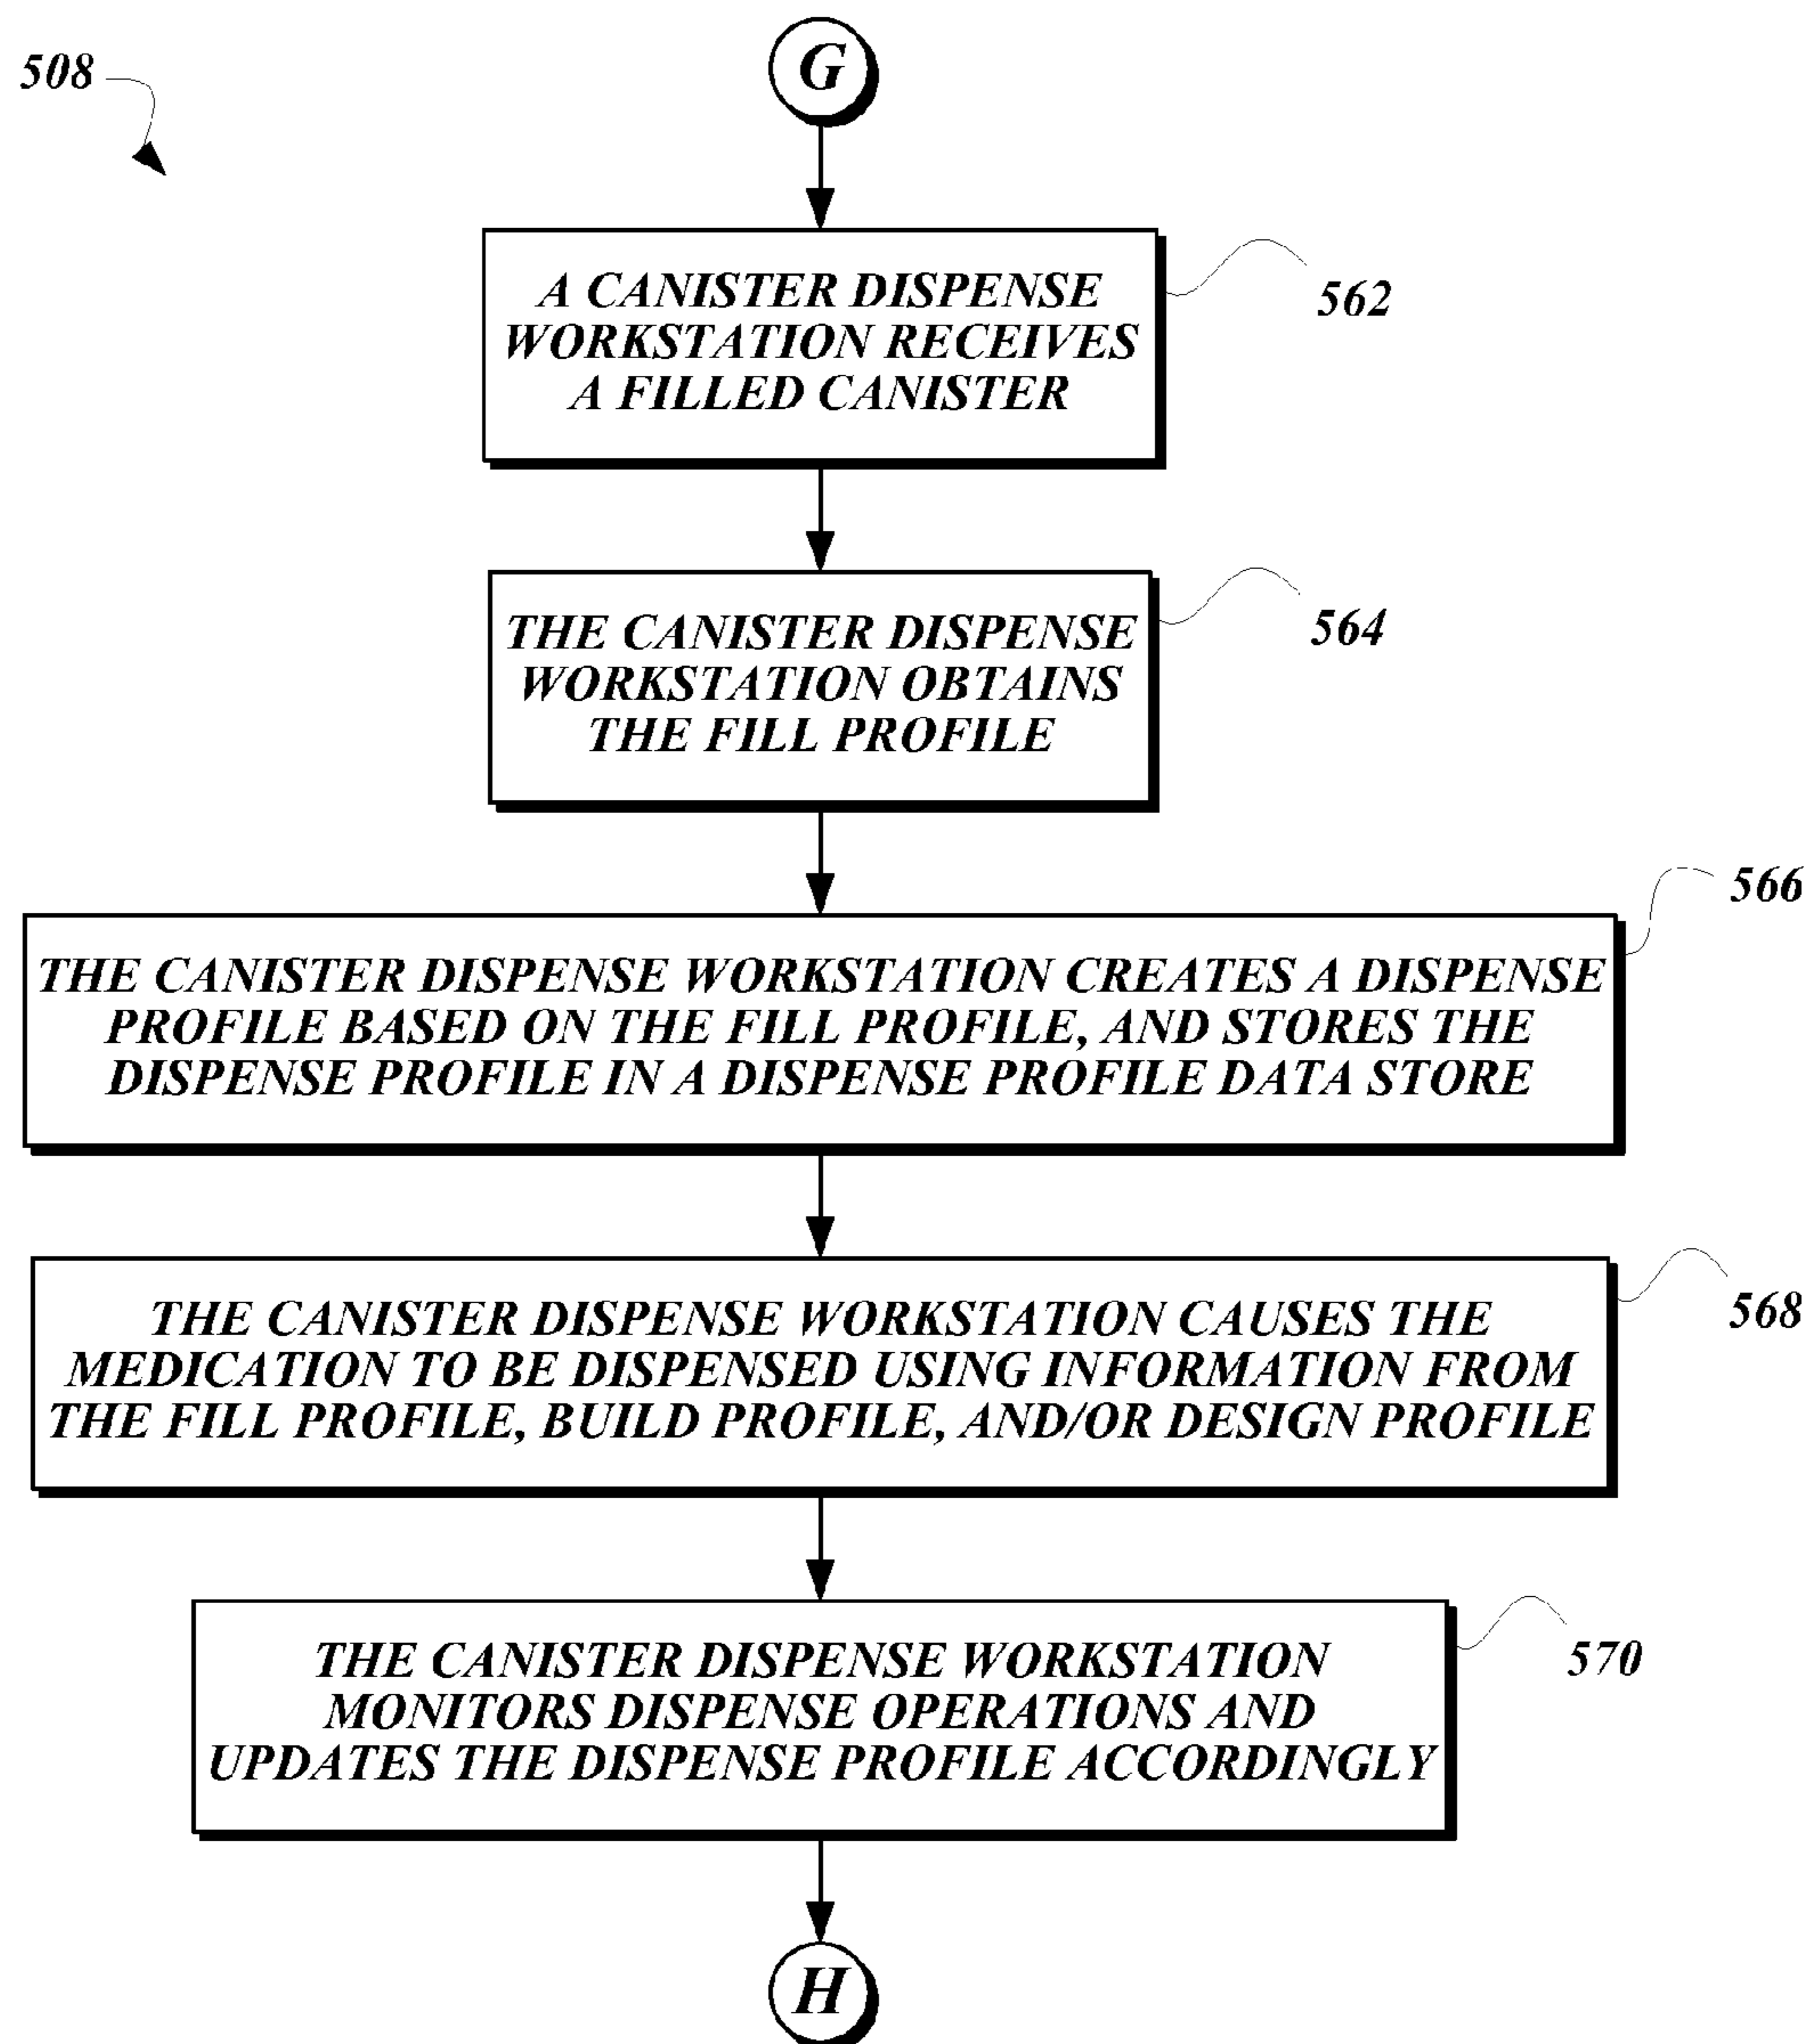 508
G
A CANISTER DISPENSE
WORKSTATION RECEIVES
A FILLED CANISTER
562
THE CANISTER DISPENSE
WORKSTATION OBTAINS
THE FILL PROFILE
564
THE CANISTER DISPENSE WORKSTATION CREATES A DISPENSE
PROFILE BASED ON THE FILL PROFILE, AND STORES THE
DISPENSE PROFILE IN A DISPENSE PROFILE DATA STORE
566
THE CANISTER DISPENSE WORKSTATION CAUSES THE
MEDICATION TO BE DISPENSED USING INFORMATION FROM
THE FILL PROFILE, BUILD PROFILE, AND/OR DESIGN PROFILE
568
THE CANISTER DISPENSE WORKSTATION
MONITORS DISPENSE OPERATIONS AND
UPDATES THE DISPENSE PROFILE ACCORDINGLY
570
H